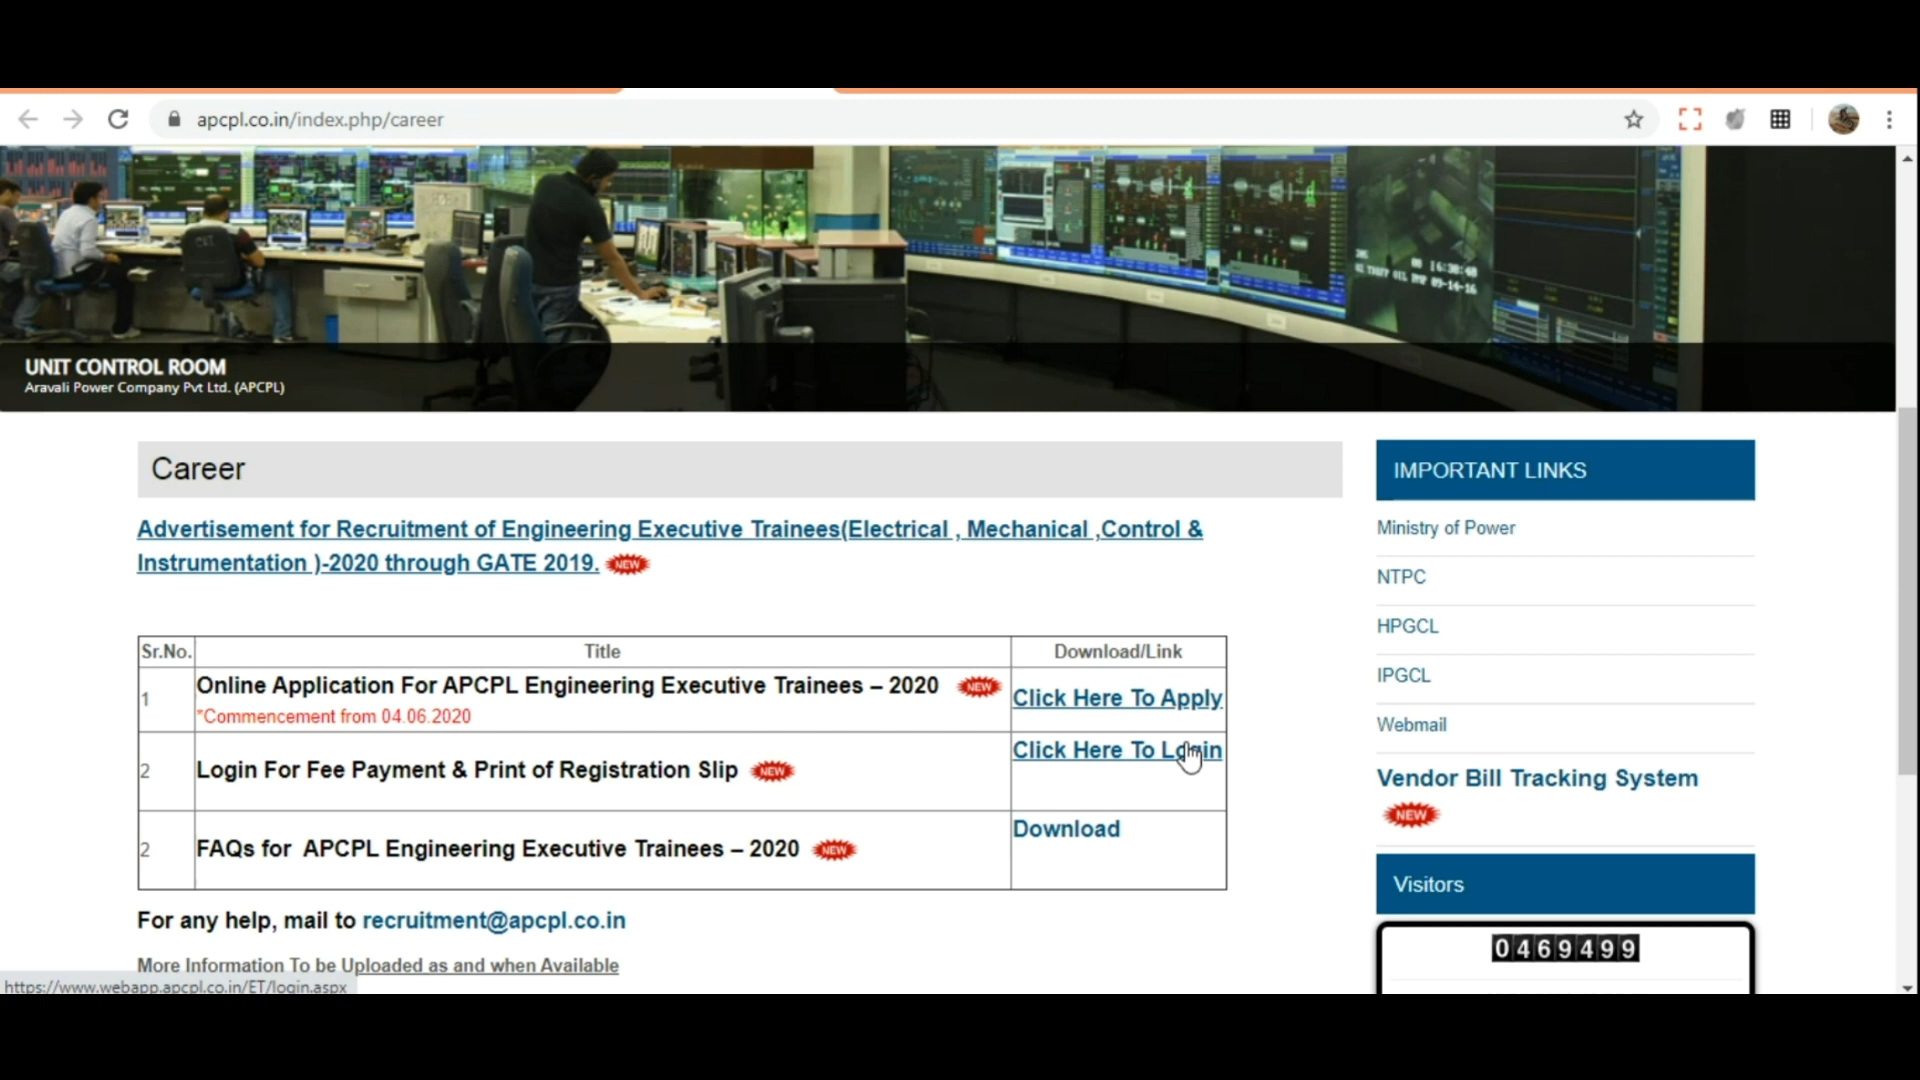 apcpl.co.in/index.php/career
16:38:40
09-14-16
UNIT CONTROL ROOM
Aravali Power Company Pvt Ltd. (APCPL)
Career
IMPORTANT LINKS
Advertisement for Recruitment of Engineering Executive Trainees(Electrical , Mechanical ,Control &
Instrumentation )-2020 through GATE 2019. NEW
Ministry of Power
NTPC
HPGCL
IPGCL
Webmail
Vendor Bill Tracking System
NEW
Sr.No. Title Download/Link
1 Online Application For APCPL Engineering Executive Trainees – 2020 NEW Click Here To Apply
*Commencement from 04.06.2020
2 Login For Fee Payment & Print of Registration Slip NEW Click Here To Login
2 FAQs for APCPL Engineering Executive Trainees – 2020 NEW Download
Visitors
0469499
For any help, mail to recruitment@apcpl.co.in
More Information To be Uploaded as and when Available
https://www.webapp.apcpl.co.in/ET/login.aspx